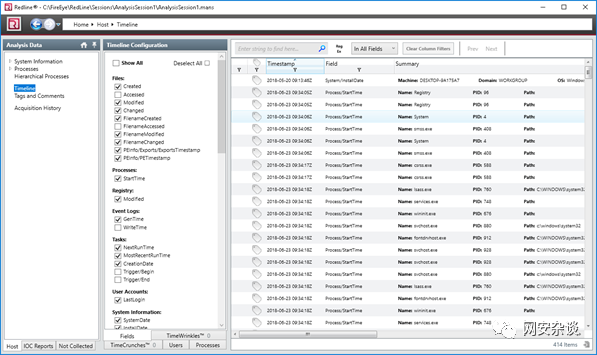 Redline® - C:\FireEye\RedLine\Sessions\AnalysisSession1\AnalysisSession1.mans
Home ▸ Host ▸ Timeline
Analysis Data
System Information
Processes
Hierarchical Processes
Timeline
Tags and Comments
Acquisition History
Host IOC Reports Not Collected
Timeline Configuration
Show All Deselect All
Files:
Created
Accessed
Modified
Changed
FilenameCreated
FilenameAccessed
FilenameModified
FilenameChanged
PEInfo/Exports/ExportsTimestamp
PEInfo/PETimestamp
Processes:
StartTime
Registry:
Modified
Event Logs:
GenTime
WriteTime
Tasks:
NextRunTime
MostRecentRunTime
CreationDate
Trigger/Begin
Trigger/End
User Accounts:
LastLogin
System Information:
SystemDate
InstallDate
Fields TimeWrinkles™ 0
TimeCrunches™ 0 Users Processes
Enter string to find here... Reg Ex In All Fields Clear Column Filters Prev Next
Timestamp Field Summary
2018-05-20 09:13:46Z System/InstallDate Machine: DESKTOP-9A175AT Domain: WORKGROUP OS: Window
2018-06-23 09:34:05Z Process/StartTime Name: Registry PID: 96 Path:
2018-06-23 09:34:05Z Process/StartTime Name: Registry PID: 96 Path:
2018-06-23 09:34:06Z Process/StartTime Name: System PID: 4 Path:
2018-06-23 09:34:06Z Process/StartTime Name: smss.exe PID: 408 Path:
2018-06-23 09:34:06Z Process/StartTime Name: System PID: 4 Path:
2018-06-23 09:34:06Z Process/StartTime Name: smss.exe PID: 408 Path:
2018-06-23 09:34:17Z Process/StartTime Name: csrss.exe PID: 588 Path:
2018-06-23 09:34:17Z Process/StartTime Name: csrss.exe PID: 588 Path:
2018-06-23 09:34:18Z Process/StartTime Name: lsass.exe PID: 760 Path: C:\WINDOWS\system32
2018-06-23 09:34:18Z Process/StartTime Name: services.exe PID: 748 Path:
2018-06-23 09:34:18Z Process/StartTime Name: wininit.exe PID: 676 Path:
2018-06-23 09:34:18Z Process/StartTime Name: svchost.exe PID: 880 Path: c:\windows\system32
2018-06-23 09:34:18Z Process/StartTime Name: fontdrvhost.exe PID: 912 Path:
2018-06-23 09:34:18Z Process/StartTime Name: svchost.exe PID: 928 Path:
2018-06-23 09:34:18Z Process/StartTime Name: svchost.exe PID: 928 Path:
2018-06-23 09:34:18Z Process/StartTime Name: svchost.exe PID: 880 Path: c:\windows\system32
2018-06-23 09:34:18Z Process/StartTime Name: lsass.exe PID: 760 Path: C:\WINDOWS\system32
2018-06-23 09:34:18Z Process/StartTime Name: fontdrvhost.exe PID: 912 Path:
2018-06-23 09:34:18Z Process/StartTime Name: wininit.exe PID: 676 Path:
2018-06-23 09:34:18Z Process/StartTime Name: services.exe PID: 748
网安杂谈
414 Items